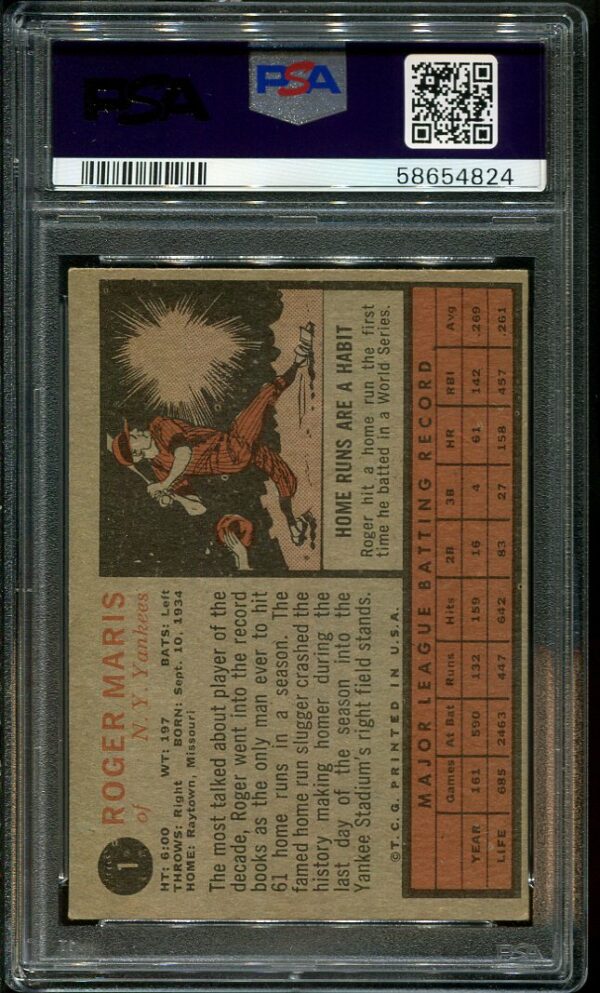 PSA
PSA
58654824
1
ROGER MARIS
of
N. Y. Yankees
HT: 6:00 WT: 197 BATS: Left
THROWS: Right BORN: Sept. 10, 1934
HOME: Raytown, Missouri
The most talked about player of the
decade, Roger went into the record
books as the only man ever to hit
61 home runs in a season. The
famed home run slugger crashed the
history making homer during the
last day of the season into the
Yankee Stadium's right field stands.
©T.C.G. PRINTED IN U.S.A.
HOME RUNS ARE A HABIT
Roger hit a home run the first
time he batted in a World Series.
MAJOR LEAGUE BATTING RECORD
Games At Bat Runs Hits 2B 3B HR RBI Avg
YEAR 161 590 132 159 16 4 61 142 .269
LIFE 685 2463 447 642 83 27 158 457 .261
PSA